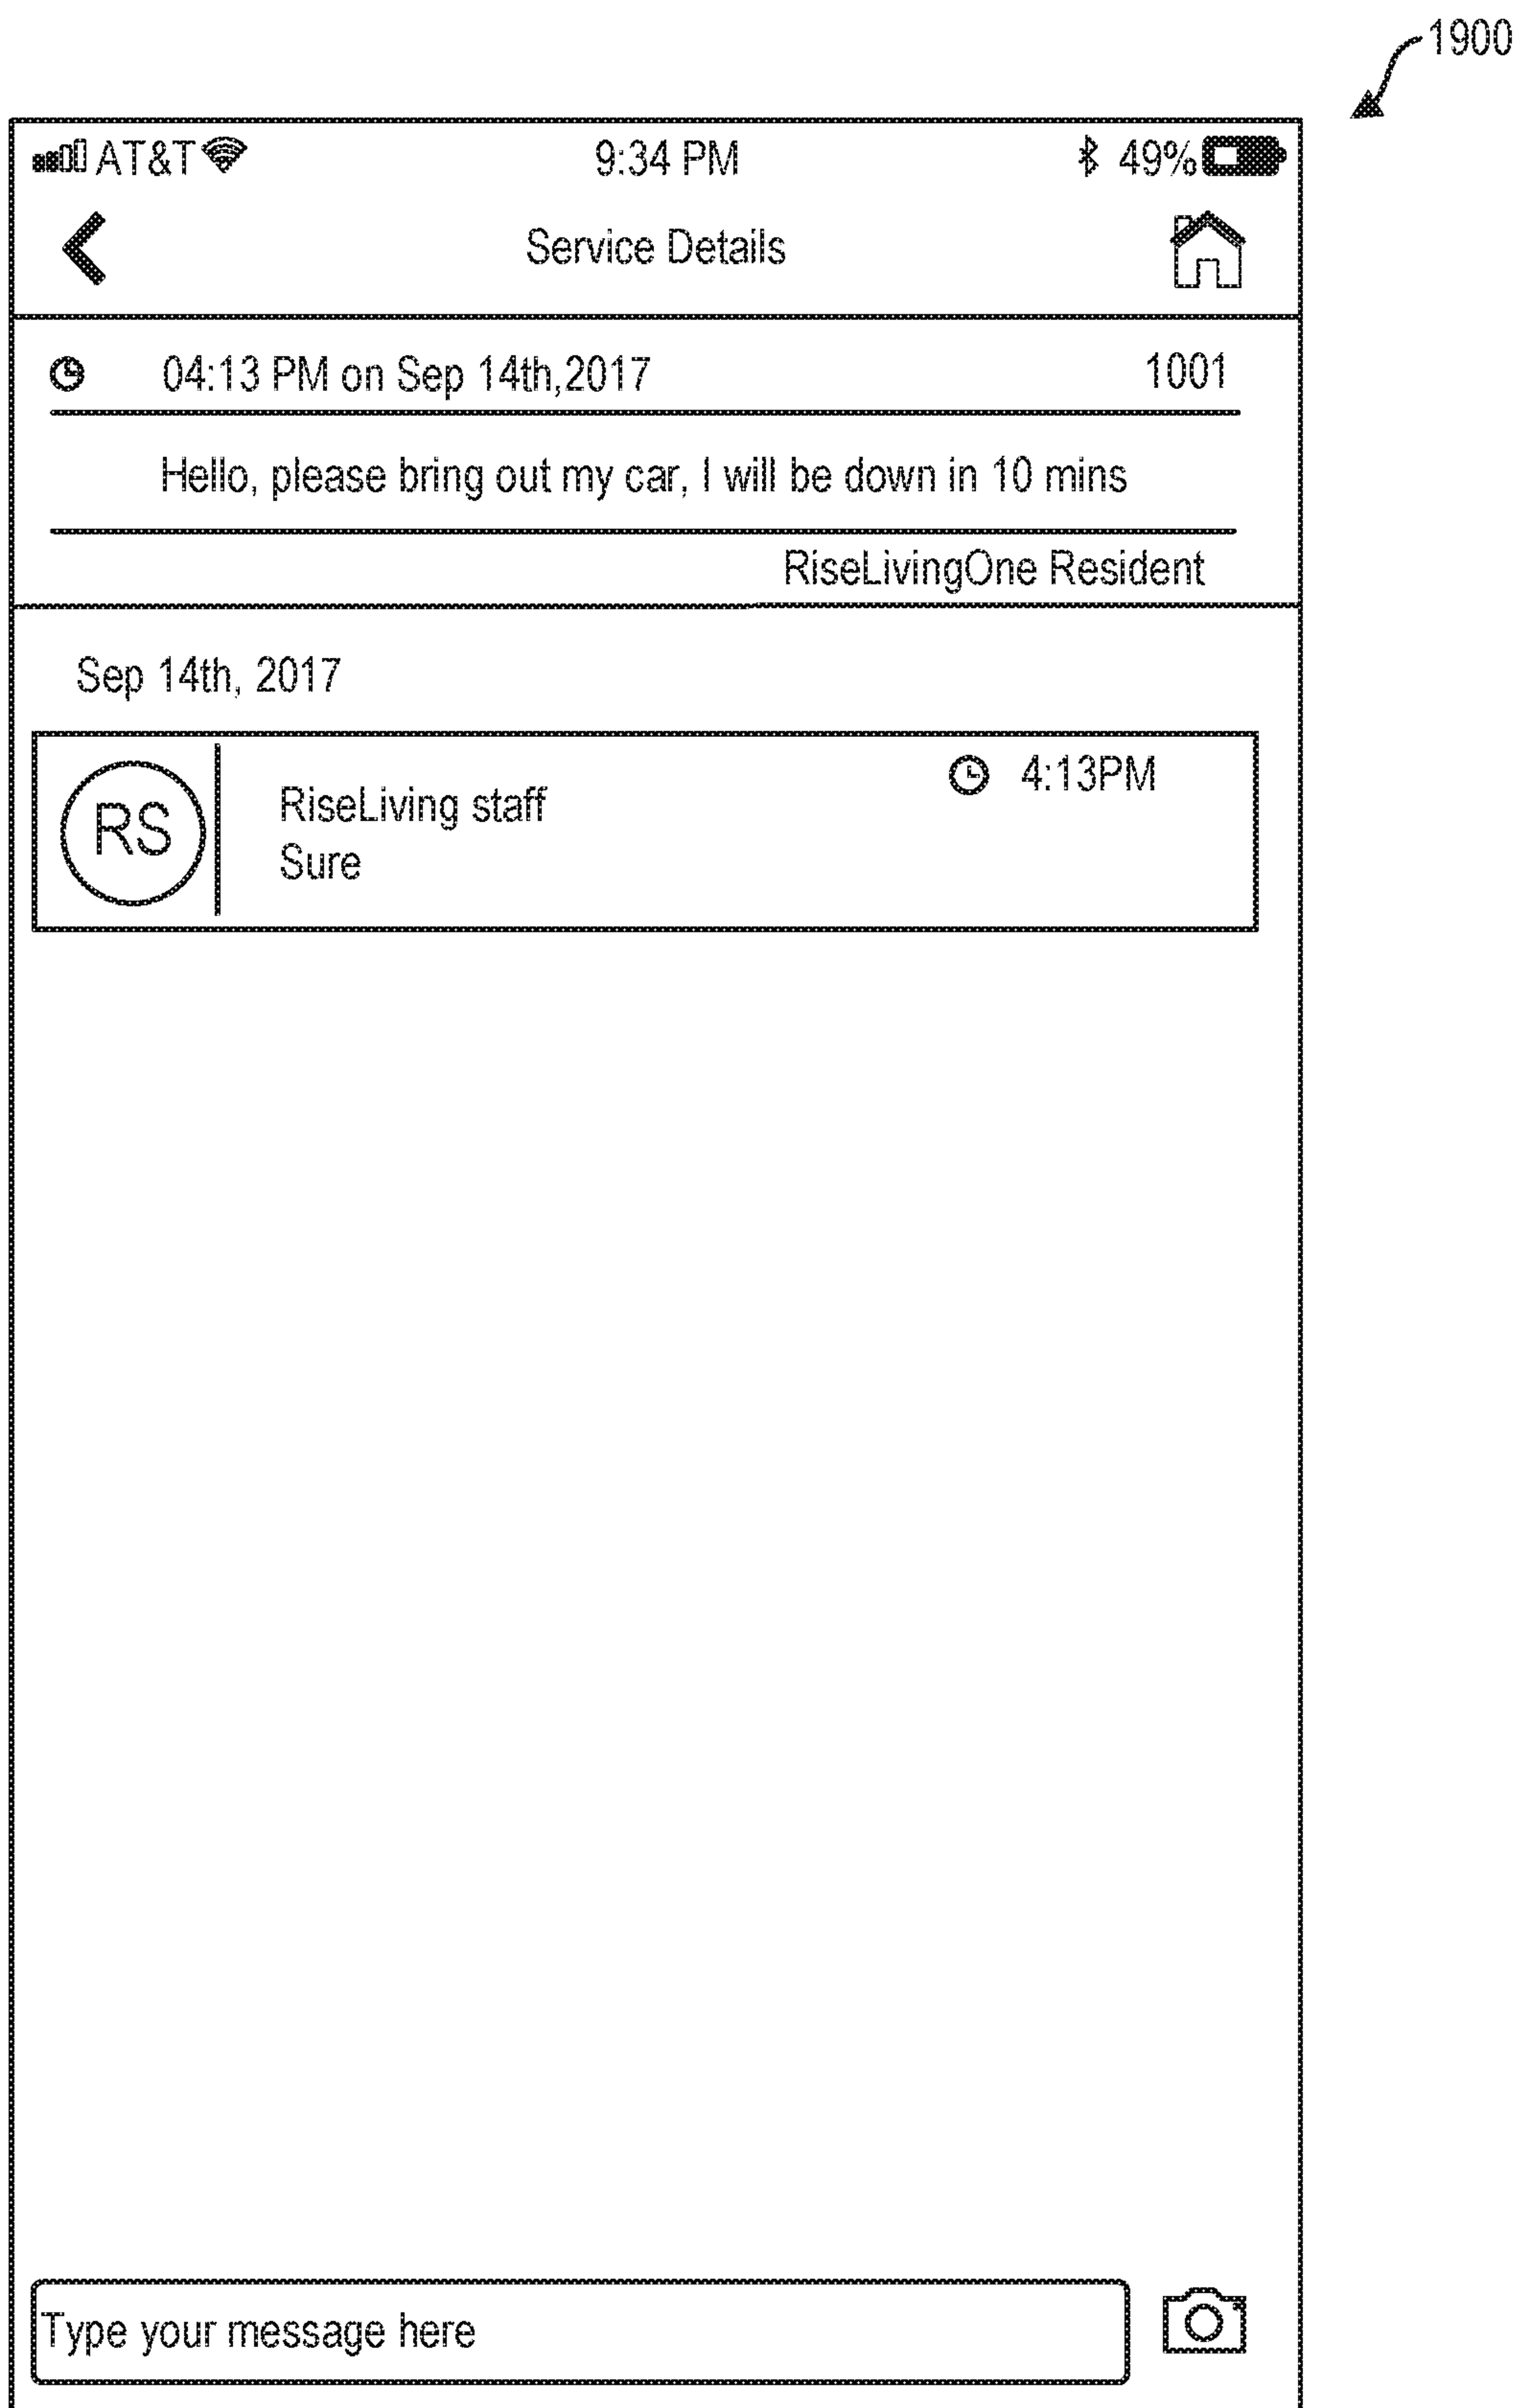 1900
AT&T 9:34 PM 49%
Service Details
04:13 PM on Sep 14th,2017 1001
Hello, please bring out my car, I will be down in 10 mins
RiseLivingOne Resident
Sep 14th, 2017
4:13PM
RS RiseLiving staff
Sure
Type your message here